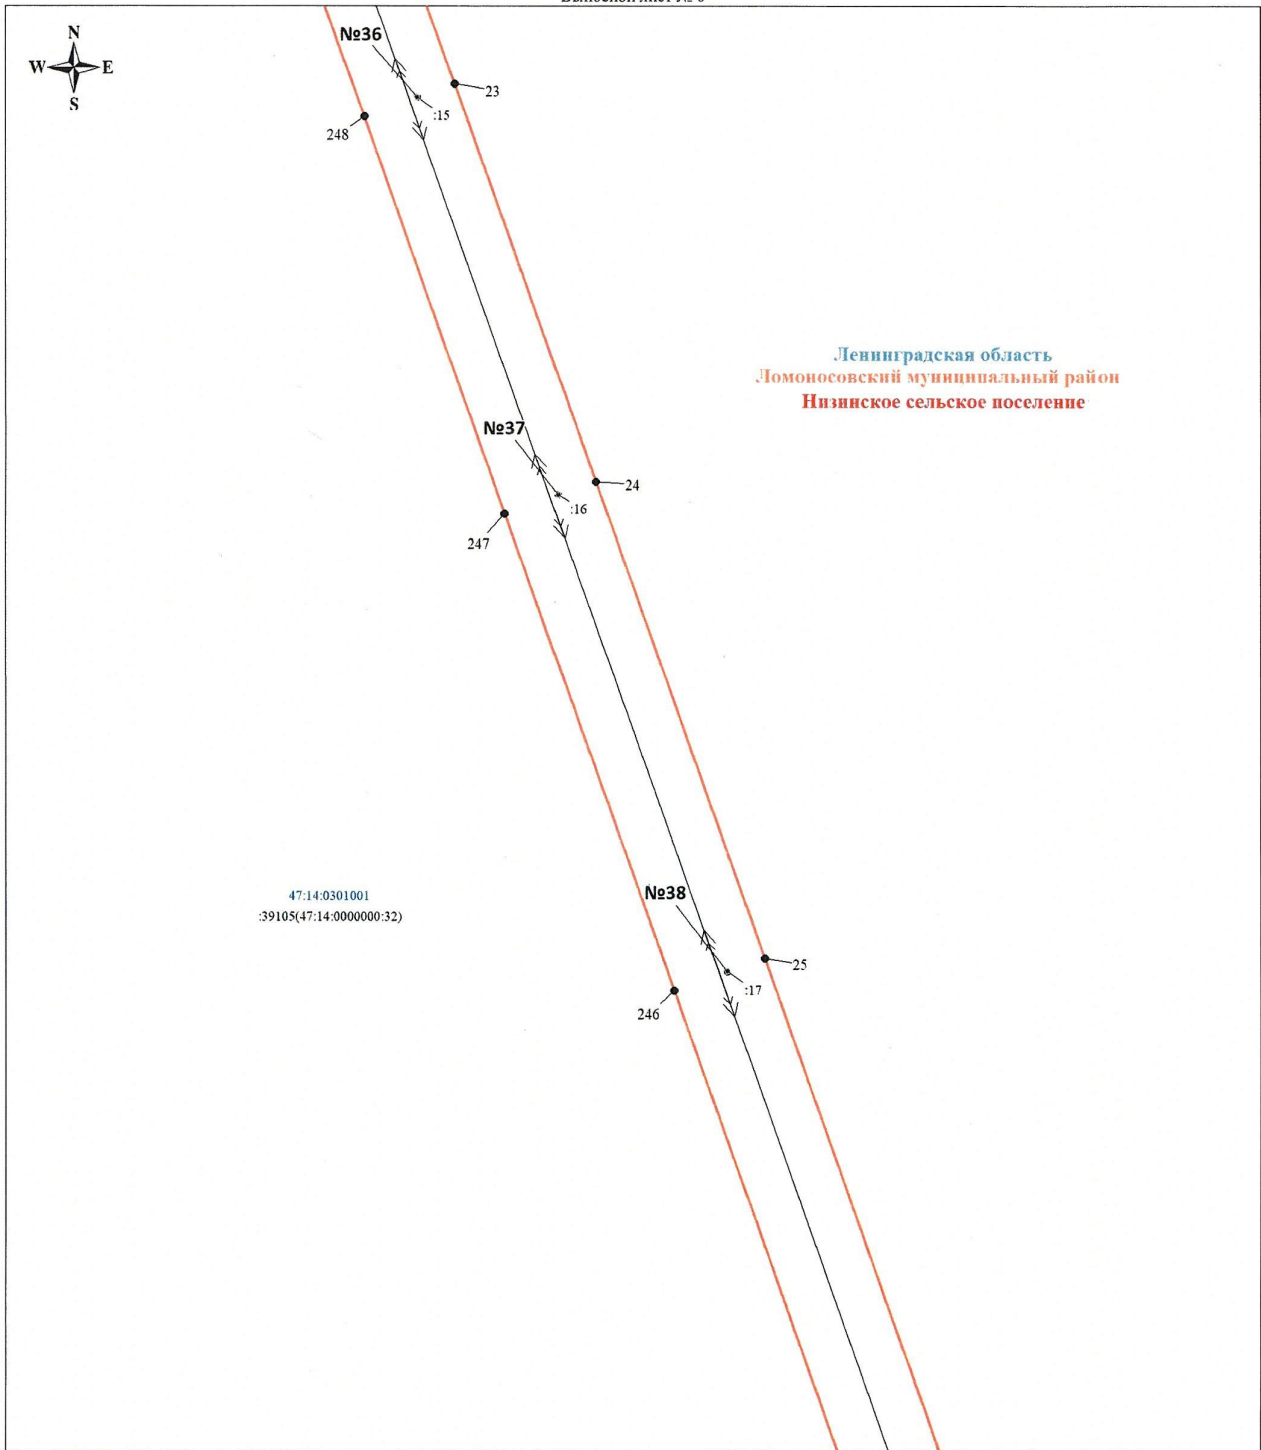 N
W E
S
№36
23
:15
248
Ленинградская область
Ломоносовский муниципальный район
Низинское сельское поселение
№37
24
:16
247
47:14:0301001
:39105(47:14:0000000:32)
№38
25
:17
246